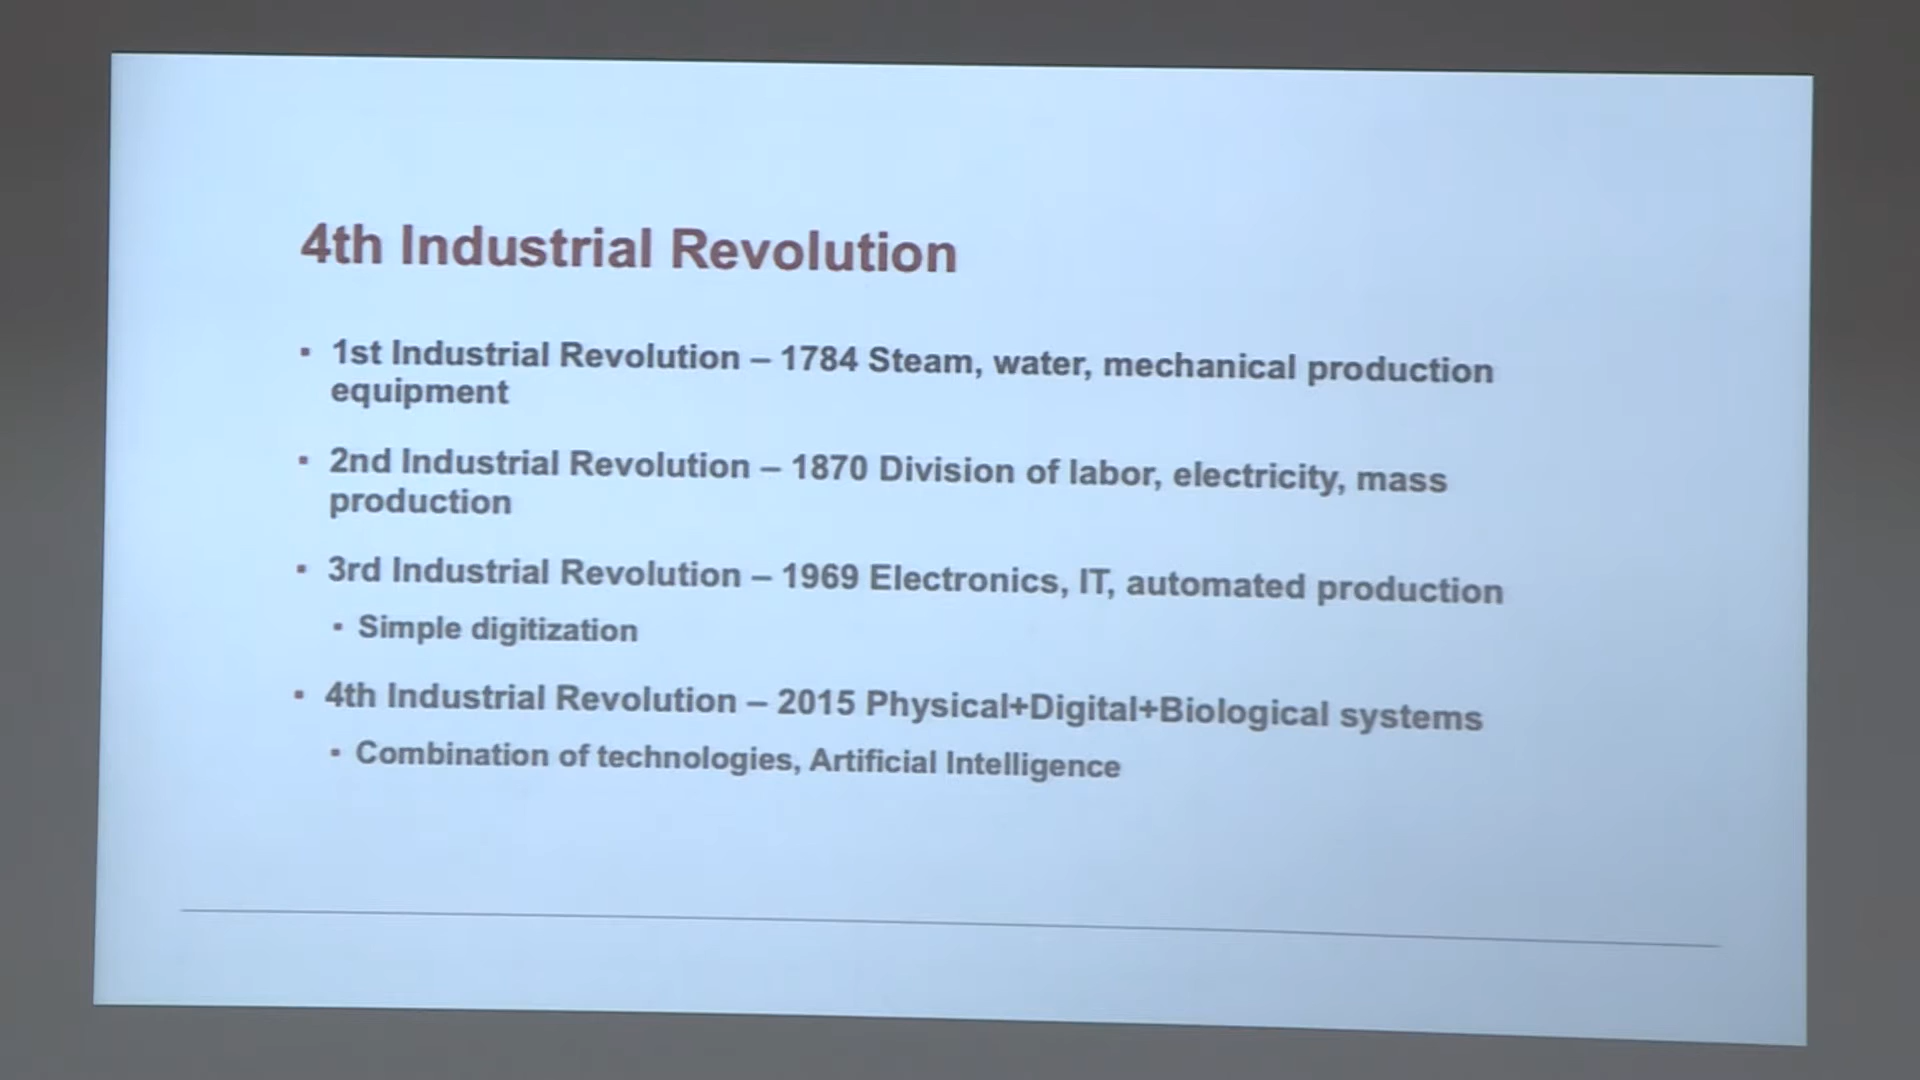 4th Industrial Revolution
▪ 1st Industrial Revolution – 1784 Steam, water, mechanical production
equipment
▪ 2nd Industrial Revolution – 1870 Division of labor, electricity, mass
production
▪ 3rd Industrial Revolution – 1969 Electronics, IT, automated production
▪ Simple digitization
▪ 4th Industrial Revolution – 2015 Physical+Digital+Biological systems
▪ Combination of technologies, Artificial Intelligence